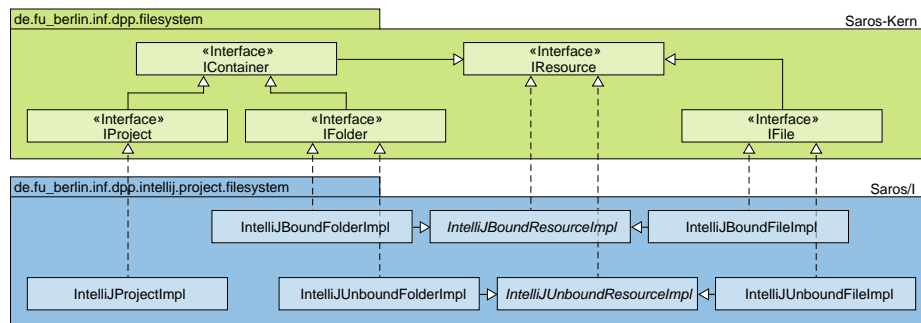 de.fu_berlin.inf.dpp.filesystem
Saros-Kern
«Interface»
IContainer
«Interface»
IResource
«Interface»
IProject
«Interface»
IFolder
«Interface»
IFile
de.fu_berlin.inf.dpp.intellij.project.filesystem
Saros/I
IntelliJBoundFolderImpl
IntelliJBoundResourceImpl
IntelliJBoundFileImpl
IntelliJProjectImpl
IntelliJUnboundFolderImpl
IntelliJUnboundResourceImpl
IntelliJUnboundFileImpl